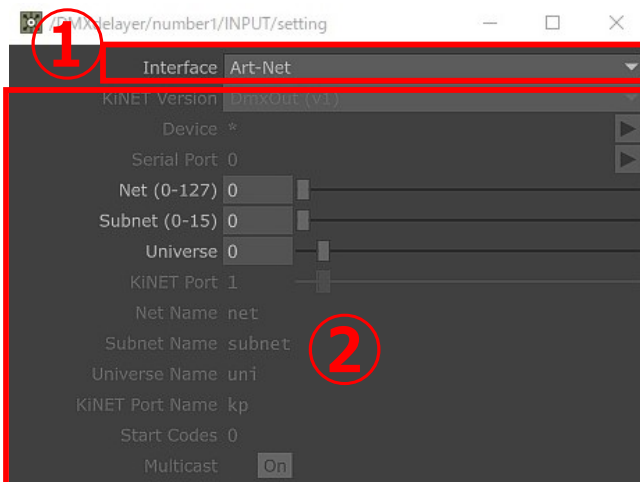 /DMXdelayer/number1/INPUT/setting
①
Interface Art-Net
KiNET Version DmxOut (v1)
Device *
Serial Port 0
Net (0-127) 0
Subnet (0-15) 0
Universe 0
KiNET Port 1
Net Name net
Subnet Name subnet
②
Universe Name uni
KiNET Port Name kp
Start Codes 0
Multicast On